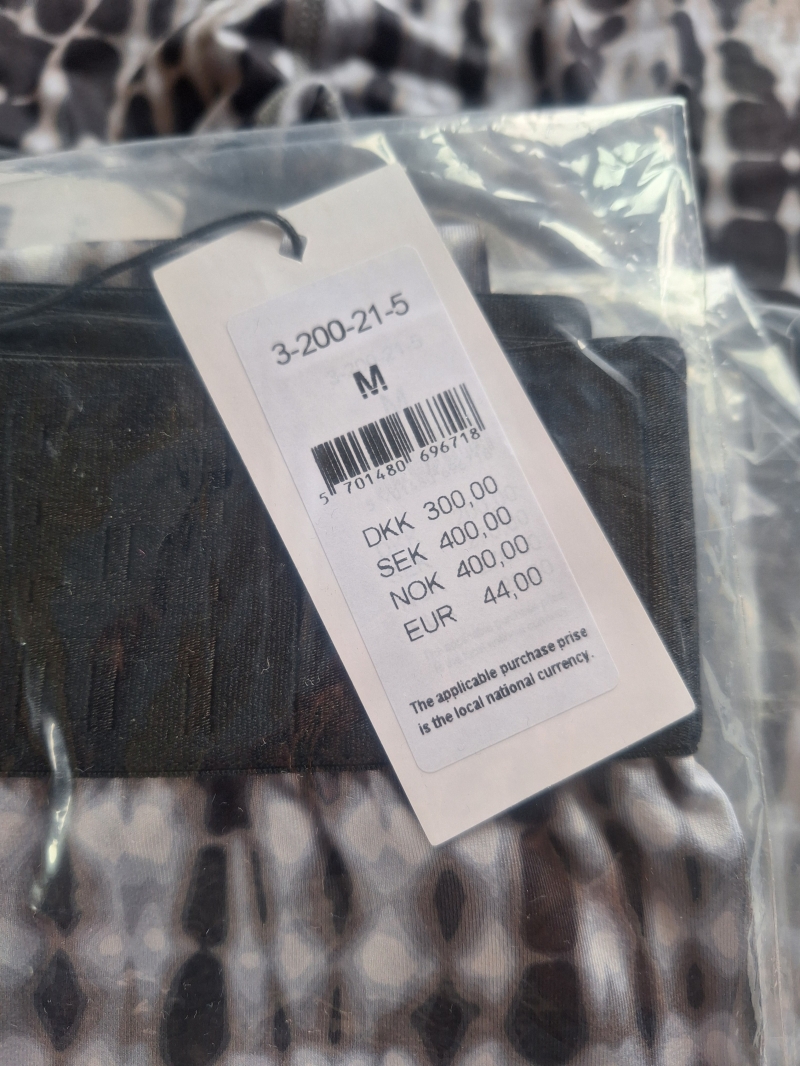 3-200-21-5
M
5 701480 696718
DKK 300,00
SEK 400,00
NOK 400,00
EUR 44,00
The applicable purchase prise
is the local national currency.